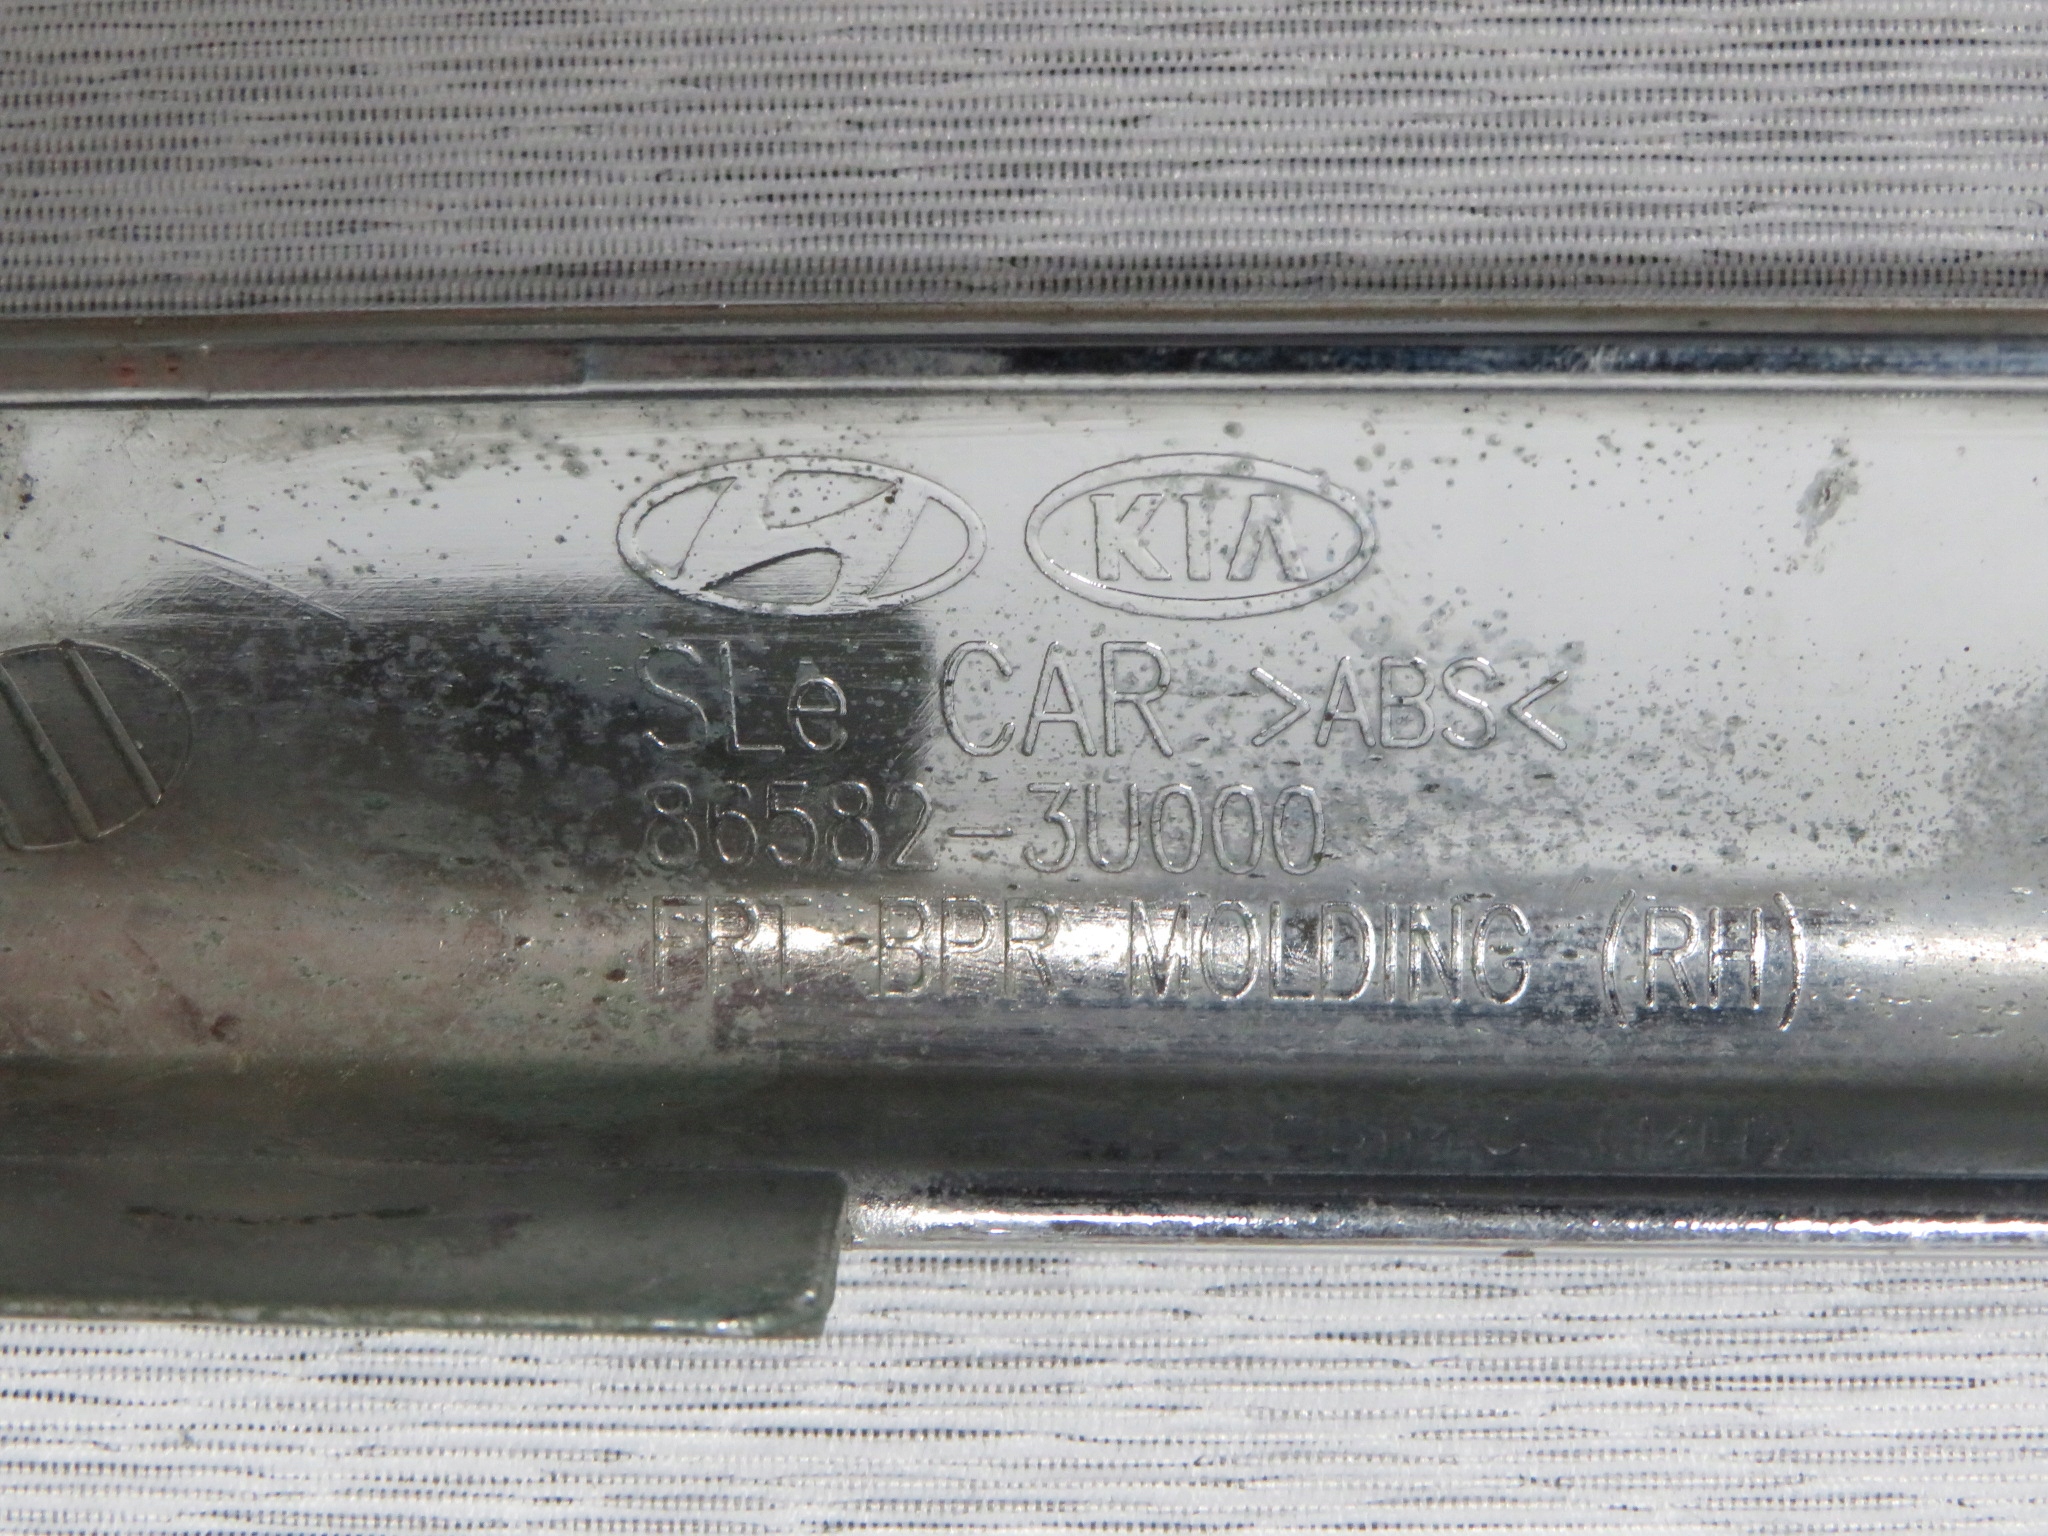 KIA
SLe CAR >ABS<
86582-3U000
FRT BPR MOLDING (RH)